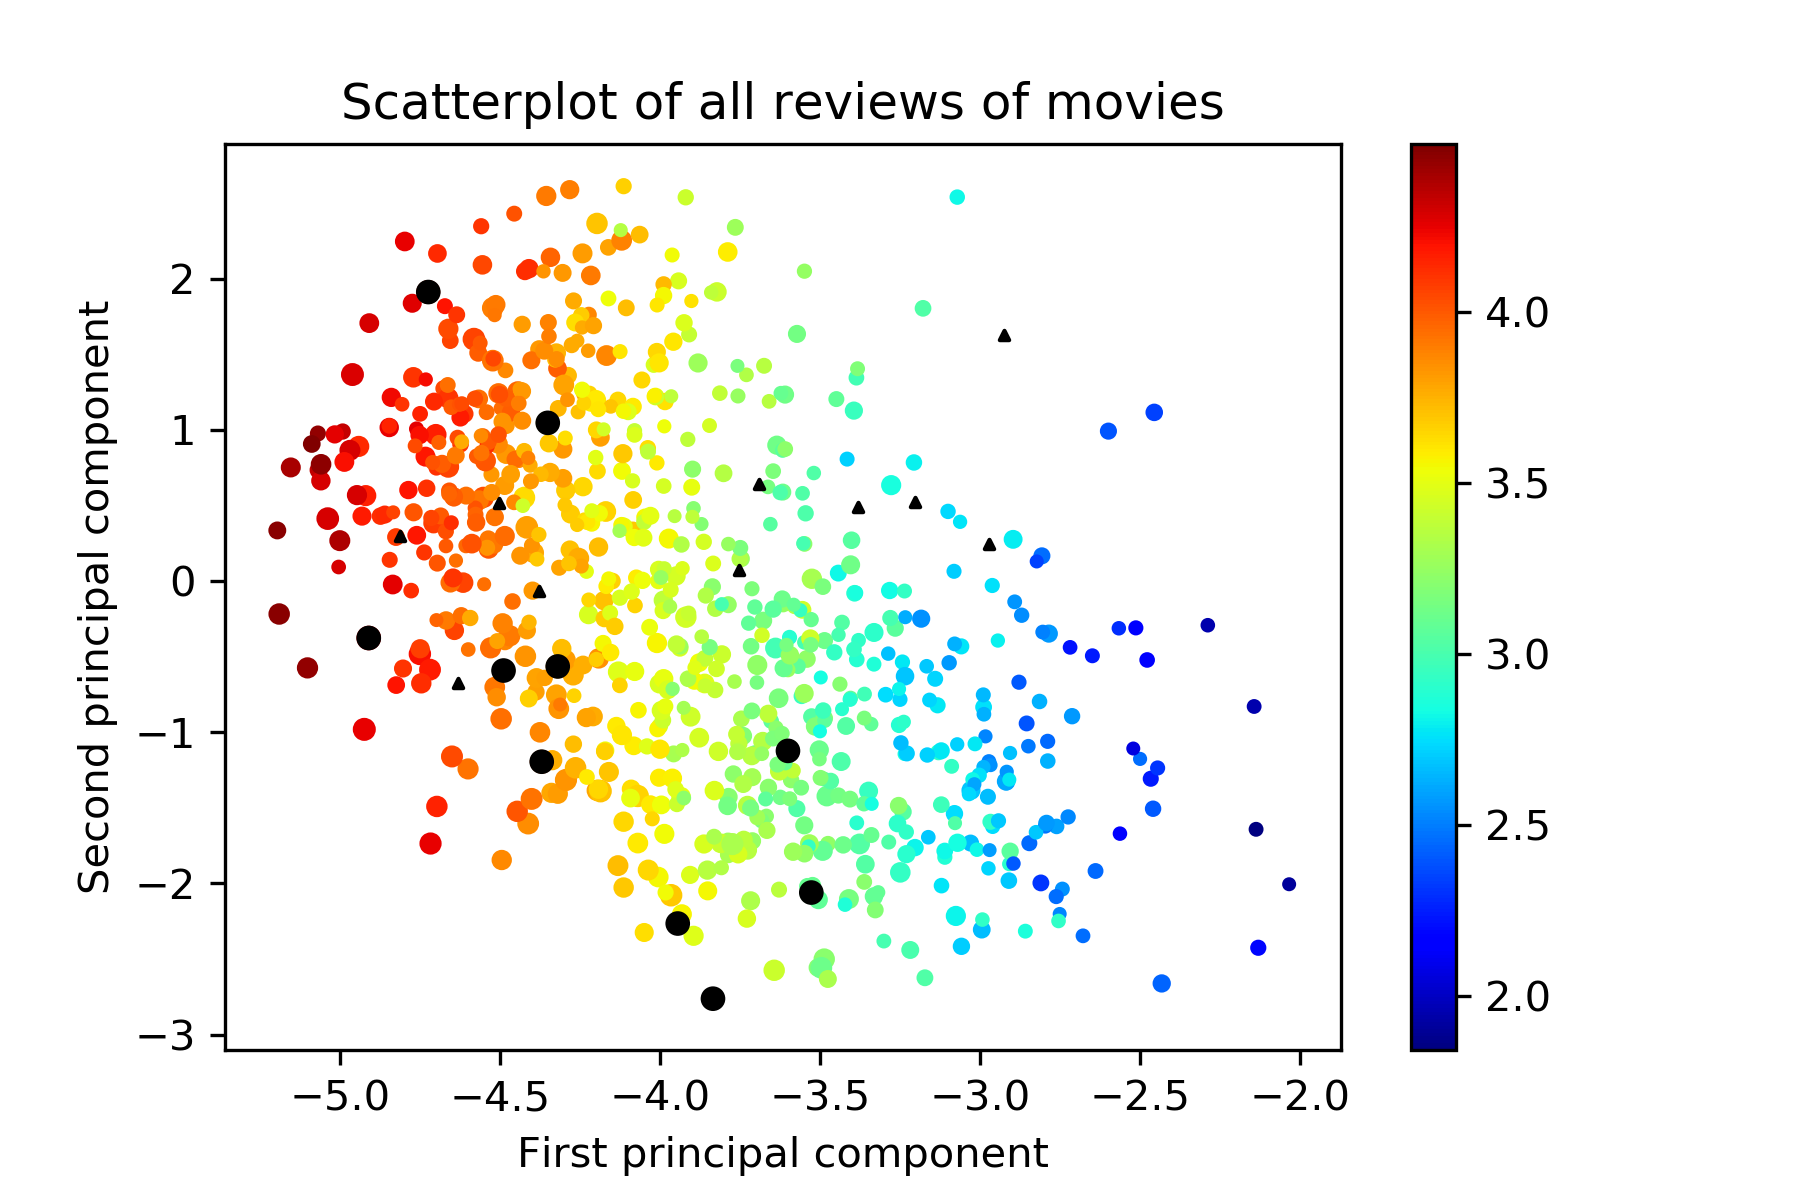 Scatterplot of all reviews of movies
Second principal component
2
1
0
−1
−2
−3
−5.0 −4.5 −4.0 −3.5 −3.0 −2.5 −2.0
First principal component
4.0
3.5
3.0
2.5
2.0